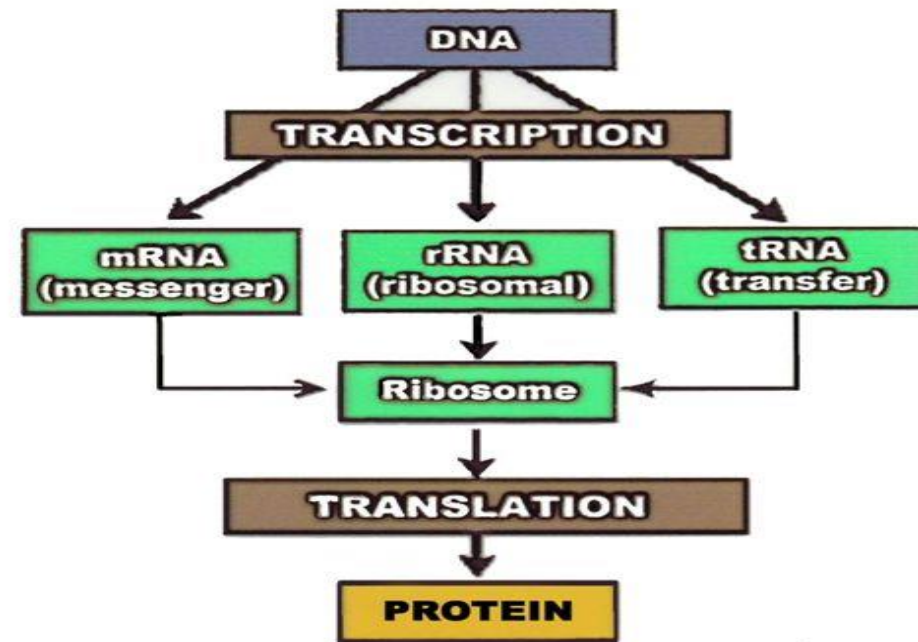 DNA
TRANSCRIPTION
mRNA
(messenger)
rRNA
(ribosomal)
tRNA
(transfer)
Ribosome
TRANSLATION
PROTEIN